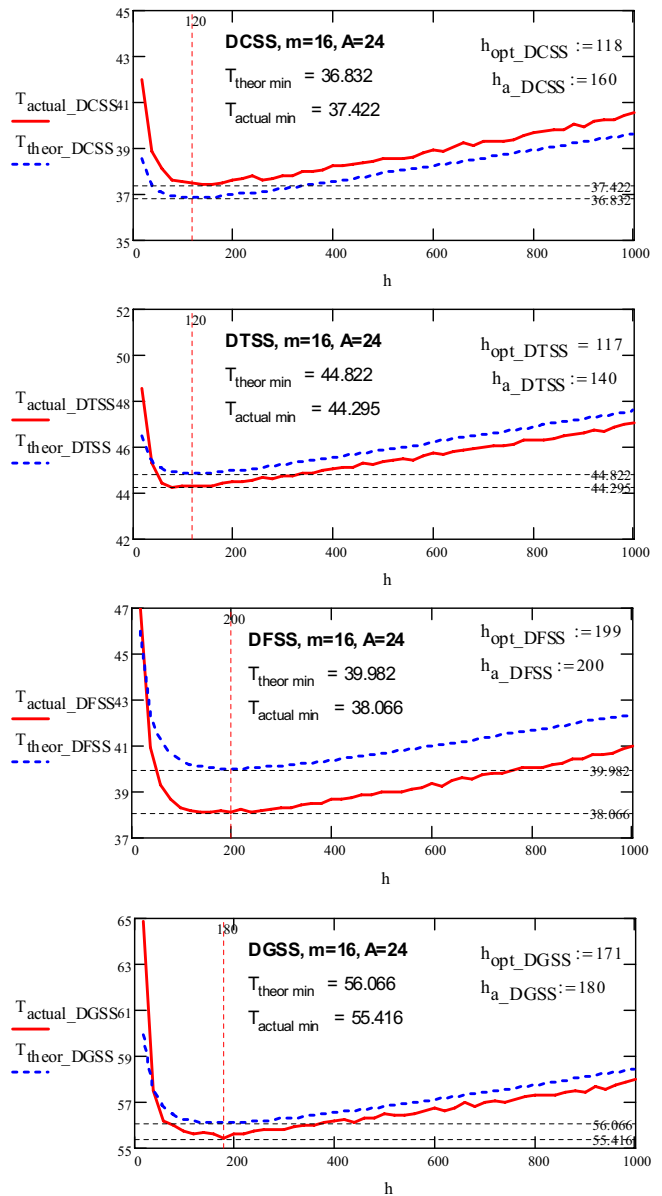 45
120
DCSS, m=16, A=24
h_opt_DCSS :=118
h_a_DCSS :=160
T_theor min = 36.832
T_actual min = 37.422
T_actual_DCSS 41
T_theor_DCSS 39
37
37.422
36.832
35
0 200 400 600 800 1000
h
52
120
DTSS, m=16, A=24
h_opt_DTSS = 117
h_a_DTSS :=140
50
T_theor min = 44.822
T_actual min = 44.295
T_actual_DTSS 48
T_theor_DTSS 46
44.822
44.295
44
42
0 200 400 600 800 1000
h
47
200
DFSS, m=16, A=24
h_opt_DFSS :=199
h_a_DFSS :=200
45
T_theor min = 39.982
T_actual min = 38.066
T_actual_DFSS 43
T_theor_DFSS 41
39.982
39
38.066
37
0 200 400 600 800 1000
h
65
180
DGSS, m=16, A=24
h_opt_DGSS :=171
h_a_DGSS :=180
63
T_theor min = 56.066
T_actual min = 55.416
T_actual_DGSS 61
T_theor_DGSS 59
57
56.066
55.416
55
0 200 400 600 800 1000
h